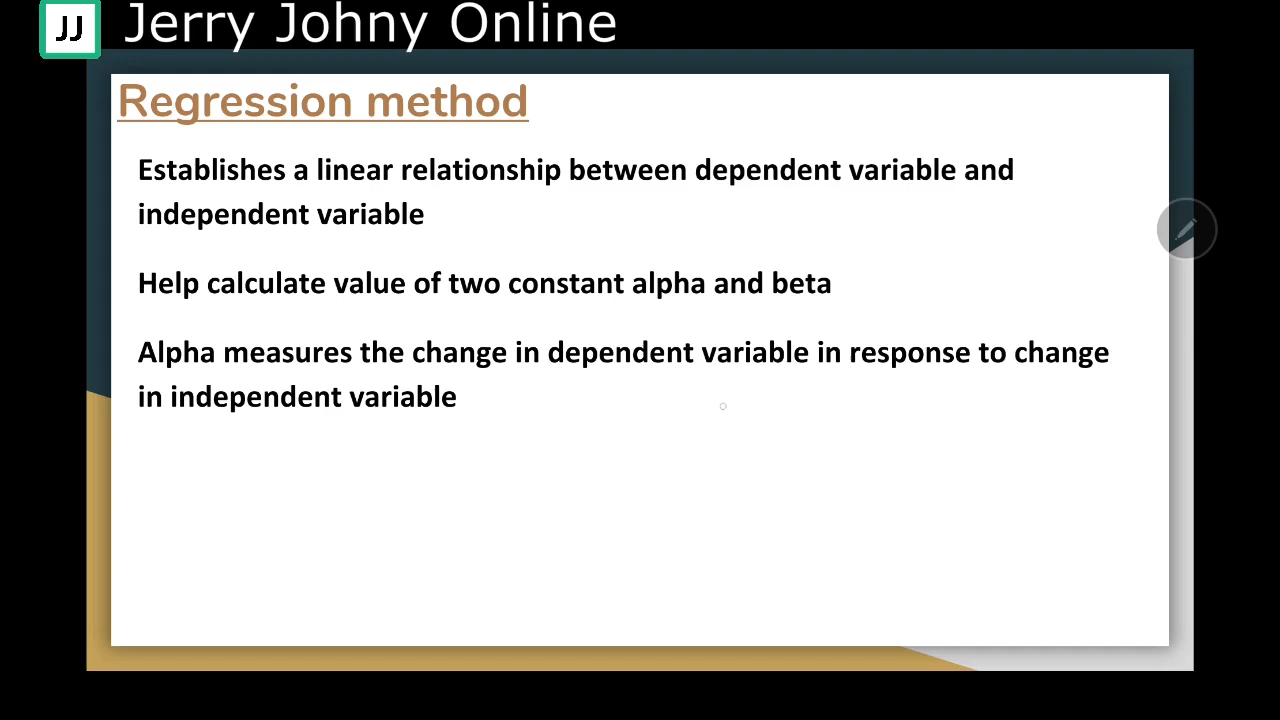 JJ Jerry Johny Online
Regression method
Establishes a linear relationship between dependent variable and
independent variable
Help calculate value of two constant alpha and beta
Alpha measures the change in dependent variable in response to change
in independent variable